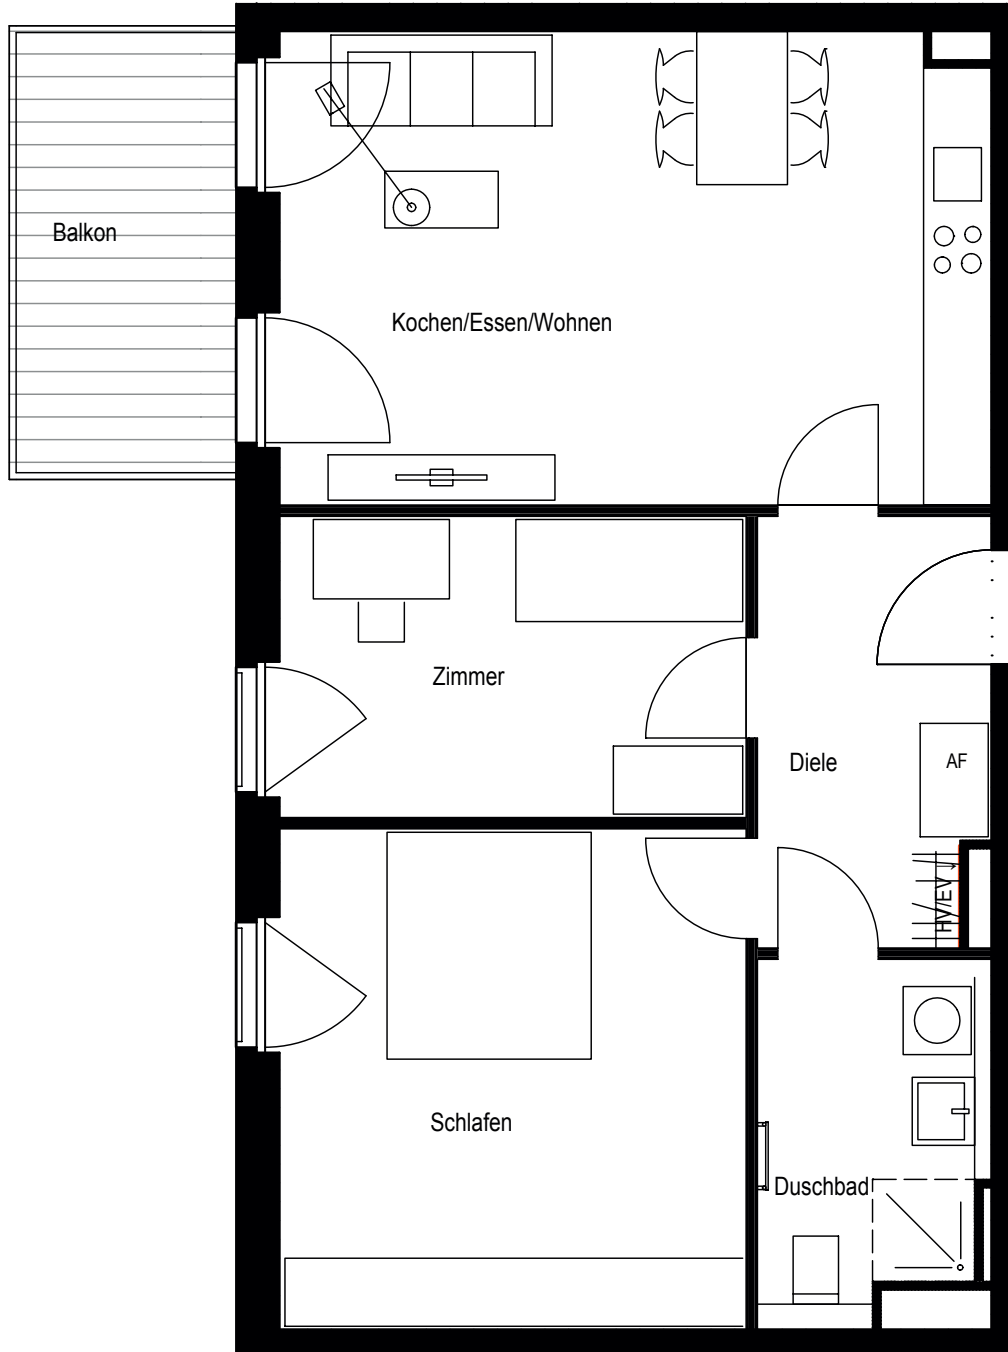 Balkon
Kochen/Essen/Wohnen
Zimmer
Diele
AF
HV/EV
Schlafen
Duschbad